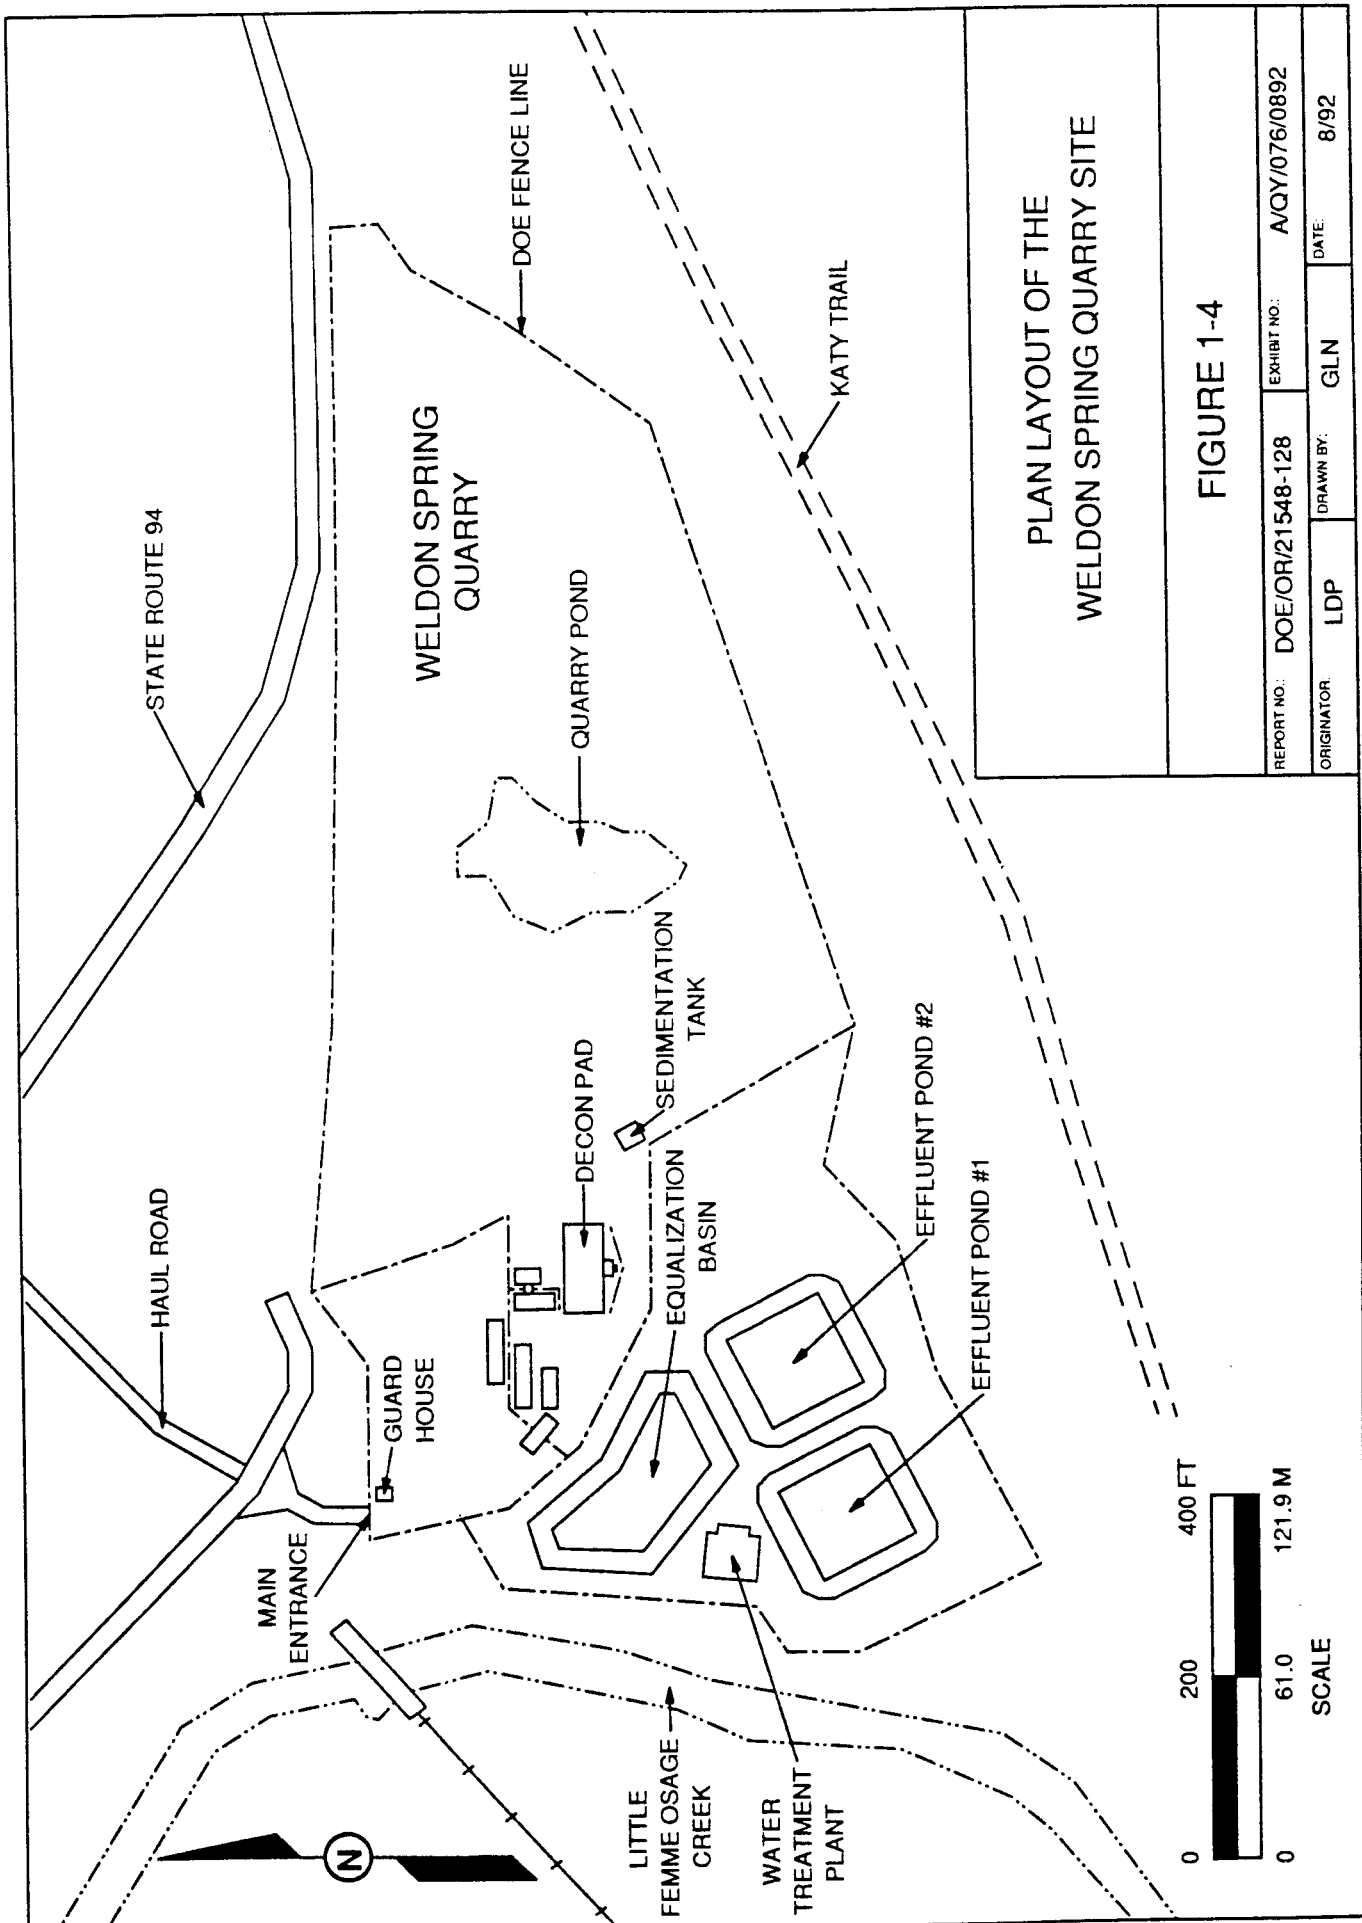 STATE ROUTE 94
HAUL ROAD
DOE FENCE LINE
WELDON SPRING
QUARRY
QUARRY POND
KATY TRAIL
MAIN
ENTRANCE
GUARD
HOUSE
DECON PAD
SEDIMENTATION
TANK
EQUALIZATION
BASIN
EFFLUENT POND #2
EFFLUENT POND #1
N
LITTLE
FEMME OSAGE
CREEK
WATER
TREATMENT
PLANT
0 200 400 FT
0 61.0 121.9 M
SCALE
PLAN LAYOUT OF THE
WELDON SPRING QUARRY SITE
FIGURE 1-4
REPORT NO.: DOE/OR/21548-128 EXHIBIT NO.: A/QY/076/0892
ORIGINATOR: LDP DRAWN BY: GLN DATE: 8/92